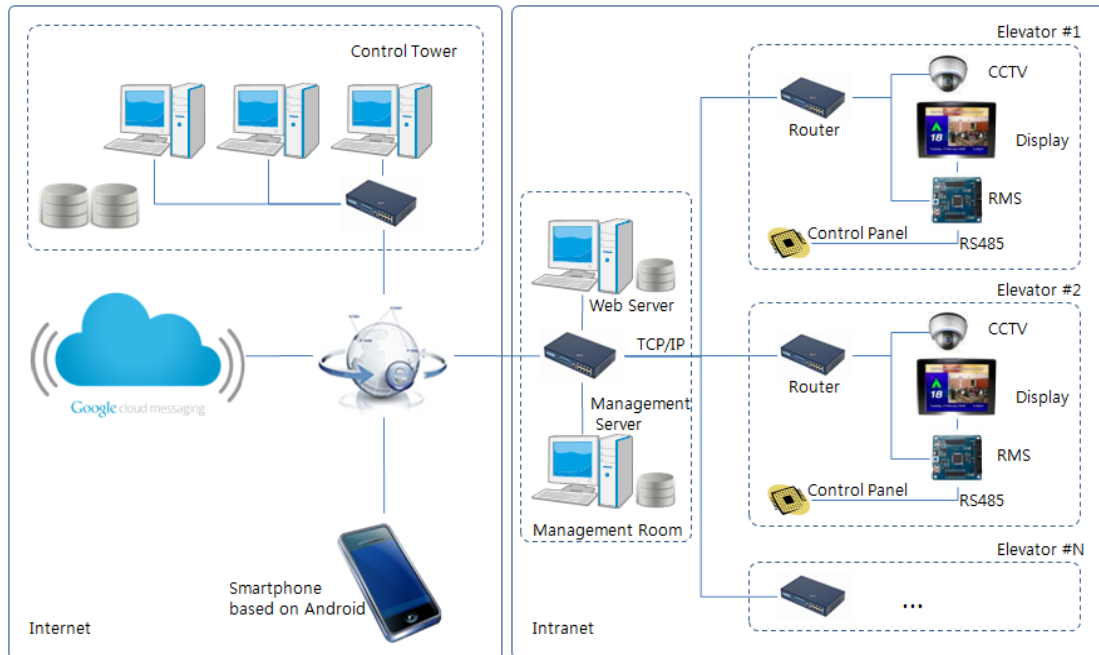 Control Tower
Google cloud messaging
Smartphone
based on Android
Internet
Web Server
TCP/IP
Management
Server
Management Room
Intranet
Elevator #1
CCTV
Router
18
Display
RMS
Control Panel
RS485
Elevator #2
CCTV
Router
18
Display
RMS
Control Panel
RS485
Elevator #N
...